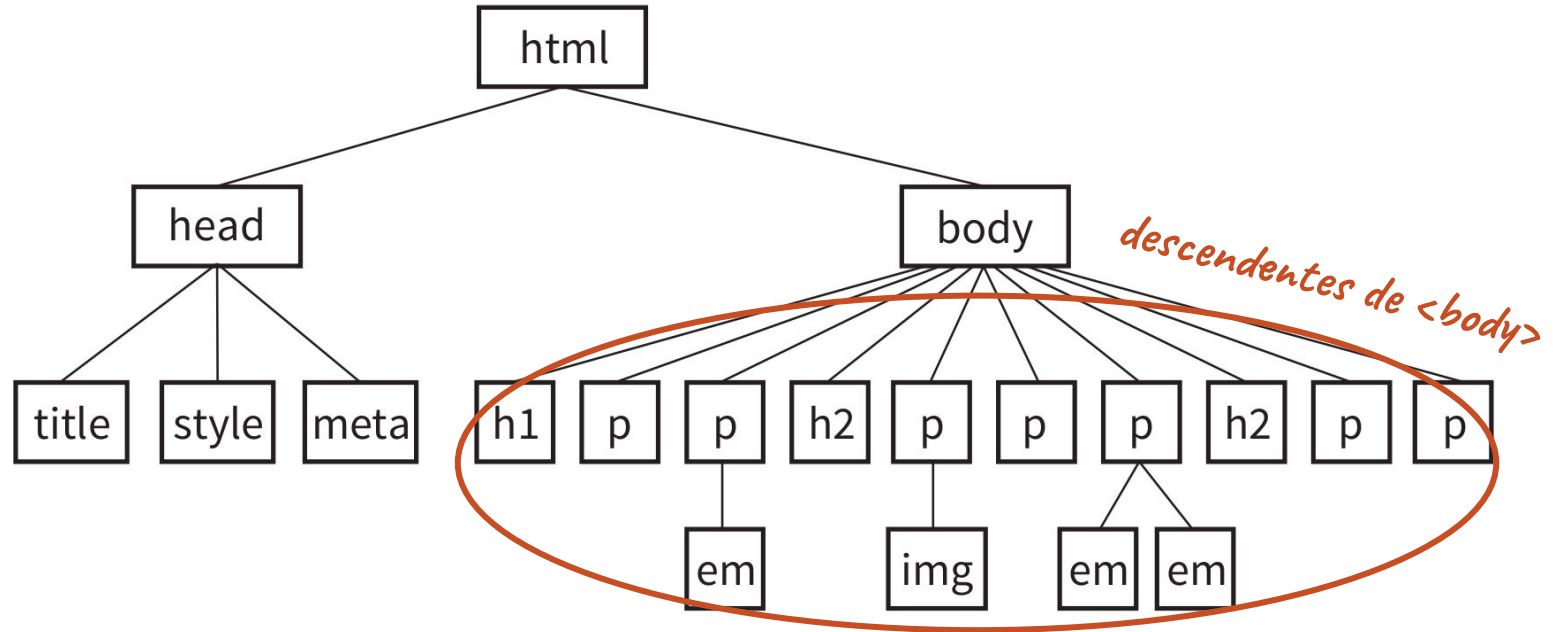 html
head
body
descendentes de <body>
title
style
meta
h1
p
p
h2
p
p
p
h2
p
p
em
img
em
em